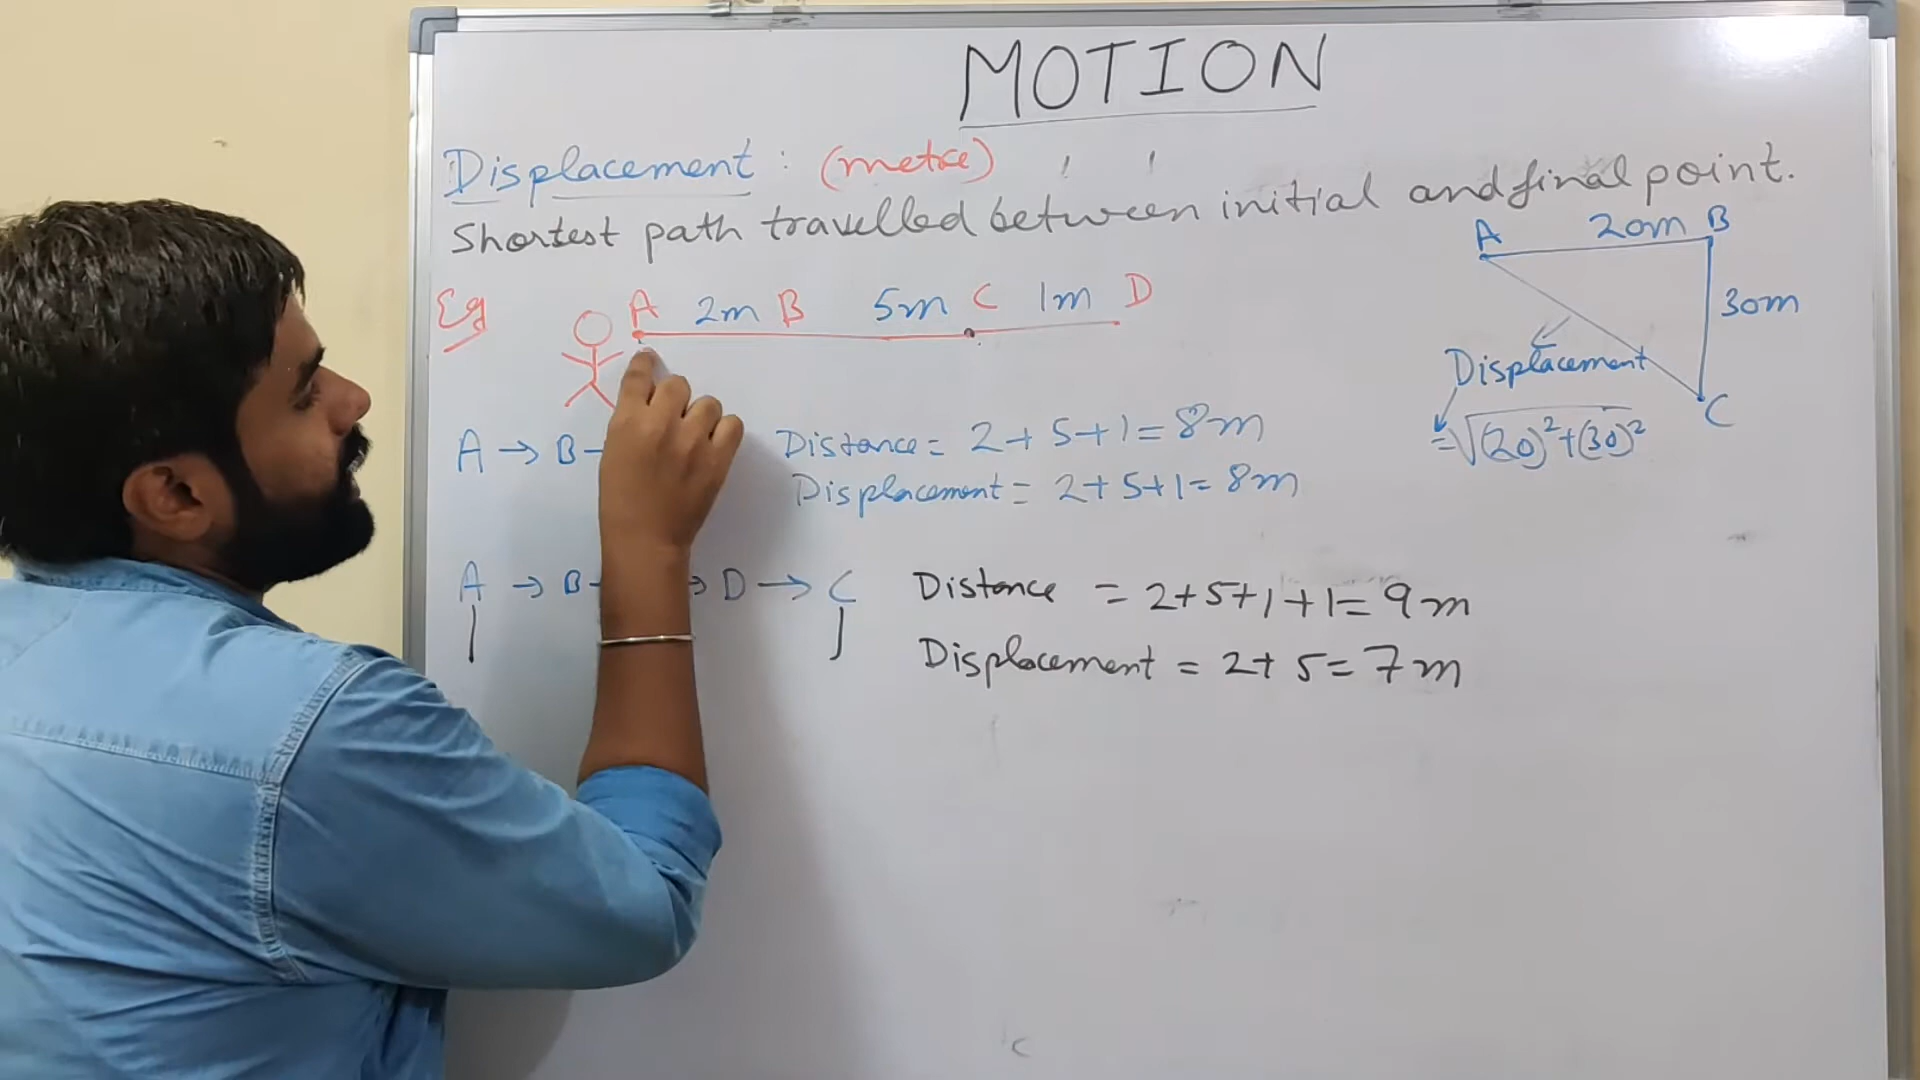 MOTION
Displacement : (metre)
Shortest path travelled between initial and final point.
Eg A 2m B 5m C 1m D
A 20m B
30m
C
Displacement
= √(20)² + (30)²
A → B → Distance = 2 + 5 + 1 = 8m
Displacement = 2 + 5 + 1 = 8m
A → B → D → C Distance = 2 + 5 + 1 + 1 = 9m
Displacement = 2 + 5 = 7m